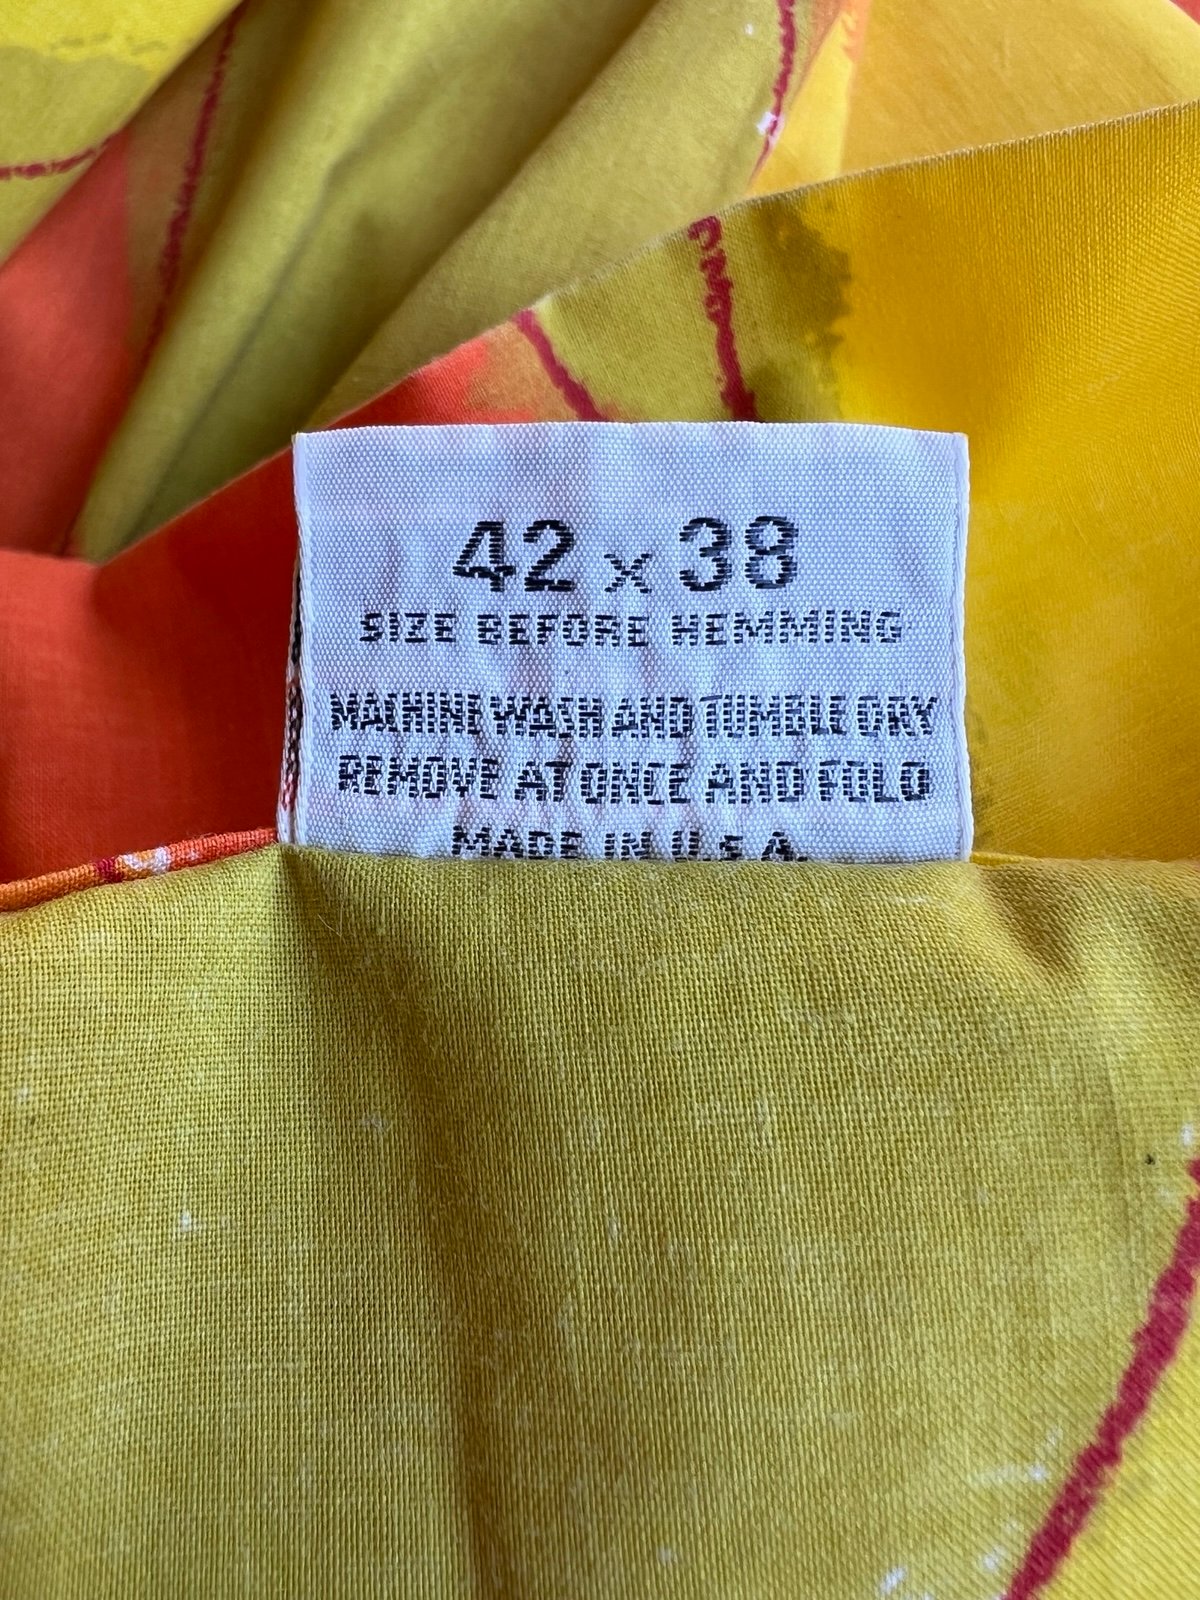 42 x 38
SIZE BEFORE HEMMING
MACHINE WASH AND TUMBLE DRY
REMOVE AT ONCE AND FOLD
MADE IN U.S.A.